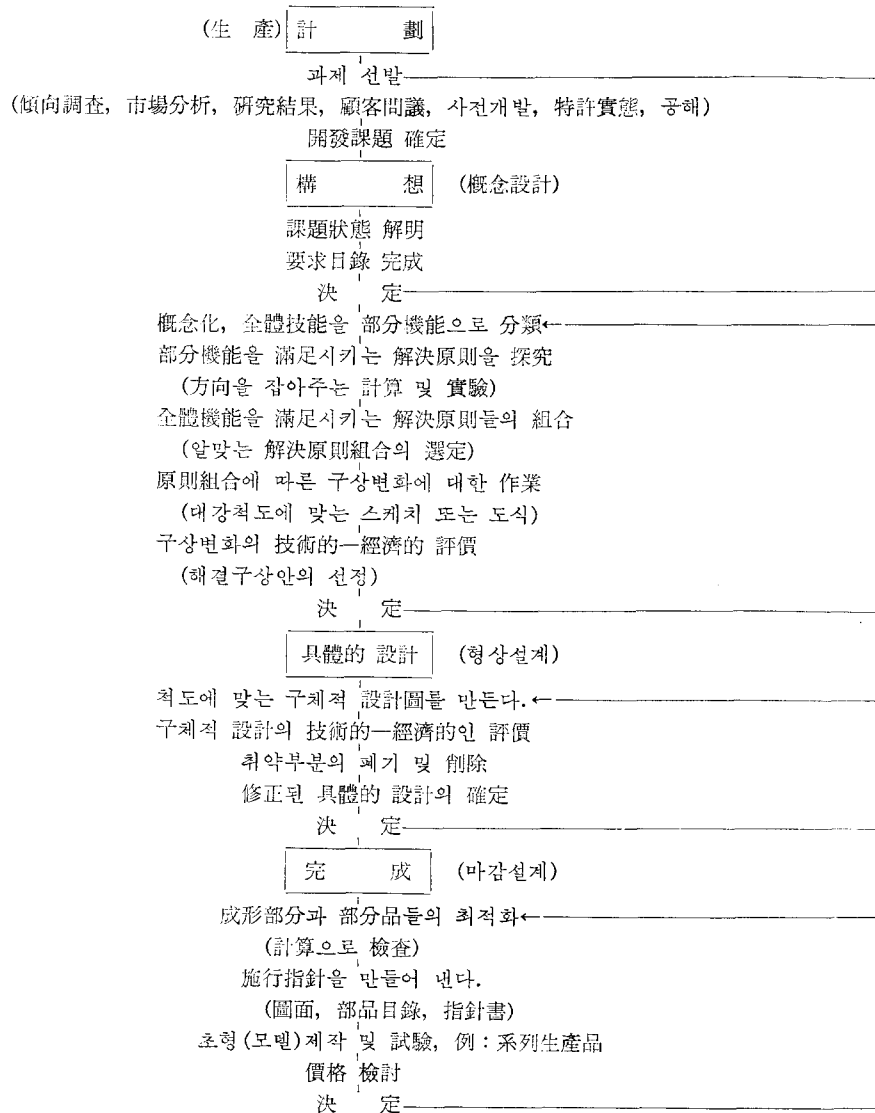 (生 產) 計 劃
과제 선발
(傾向調査, 市場分析, 研究結果, 顧客問議, 사전개발, 特許實態, 공해)
開發課題 確定
構 想 (槪念設計)
課題狀態 解明
要求目錄 完成
決 定
槪念化, 全體技能을 部分機能으로 分類←
部分機能을 滿足시키는 解決原則을 探究
(方向을 잡아주는 計算 및 實驗)
全體機能을 滿足시키는 解決原則들의 組合
(알맞는 解決原則組合의 選定)
原則組合에 따른 구상변화에 대한 作業
(대강척도에 맞는 스케치 또는 도식)
구상변화의 技術的—經濟的 評價
(해결구상안의 선정)
決 定
具體的 設計 (형상설계)
척도에 맞는 구체적 設計圖를 만든다.←
구체적 設計의 技術的—經濟的인 評價
취약부분의 폐기 및 削除
修正된 具體的 設計의 確定
決 定
完 成 (마감설계)
成形部分과 部分品들의 최적화←
(計算으로 檢査)
施行指針을 만들어 낸다.
(圖面, 部品目錄, 指針書)
초형(모델)제작 및 試驗, 例：系列生產品
價格 檢討
決 定